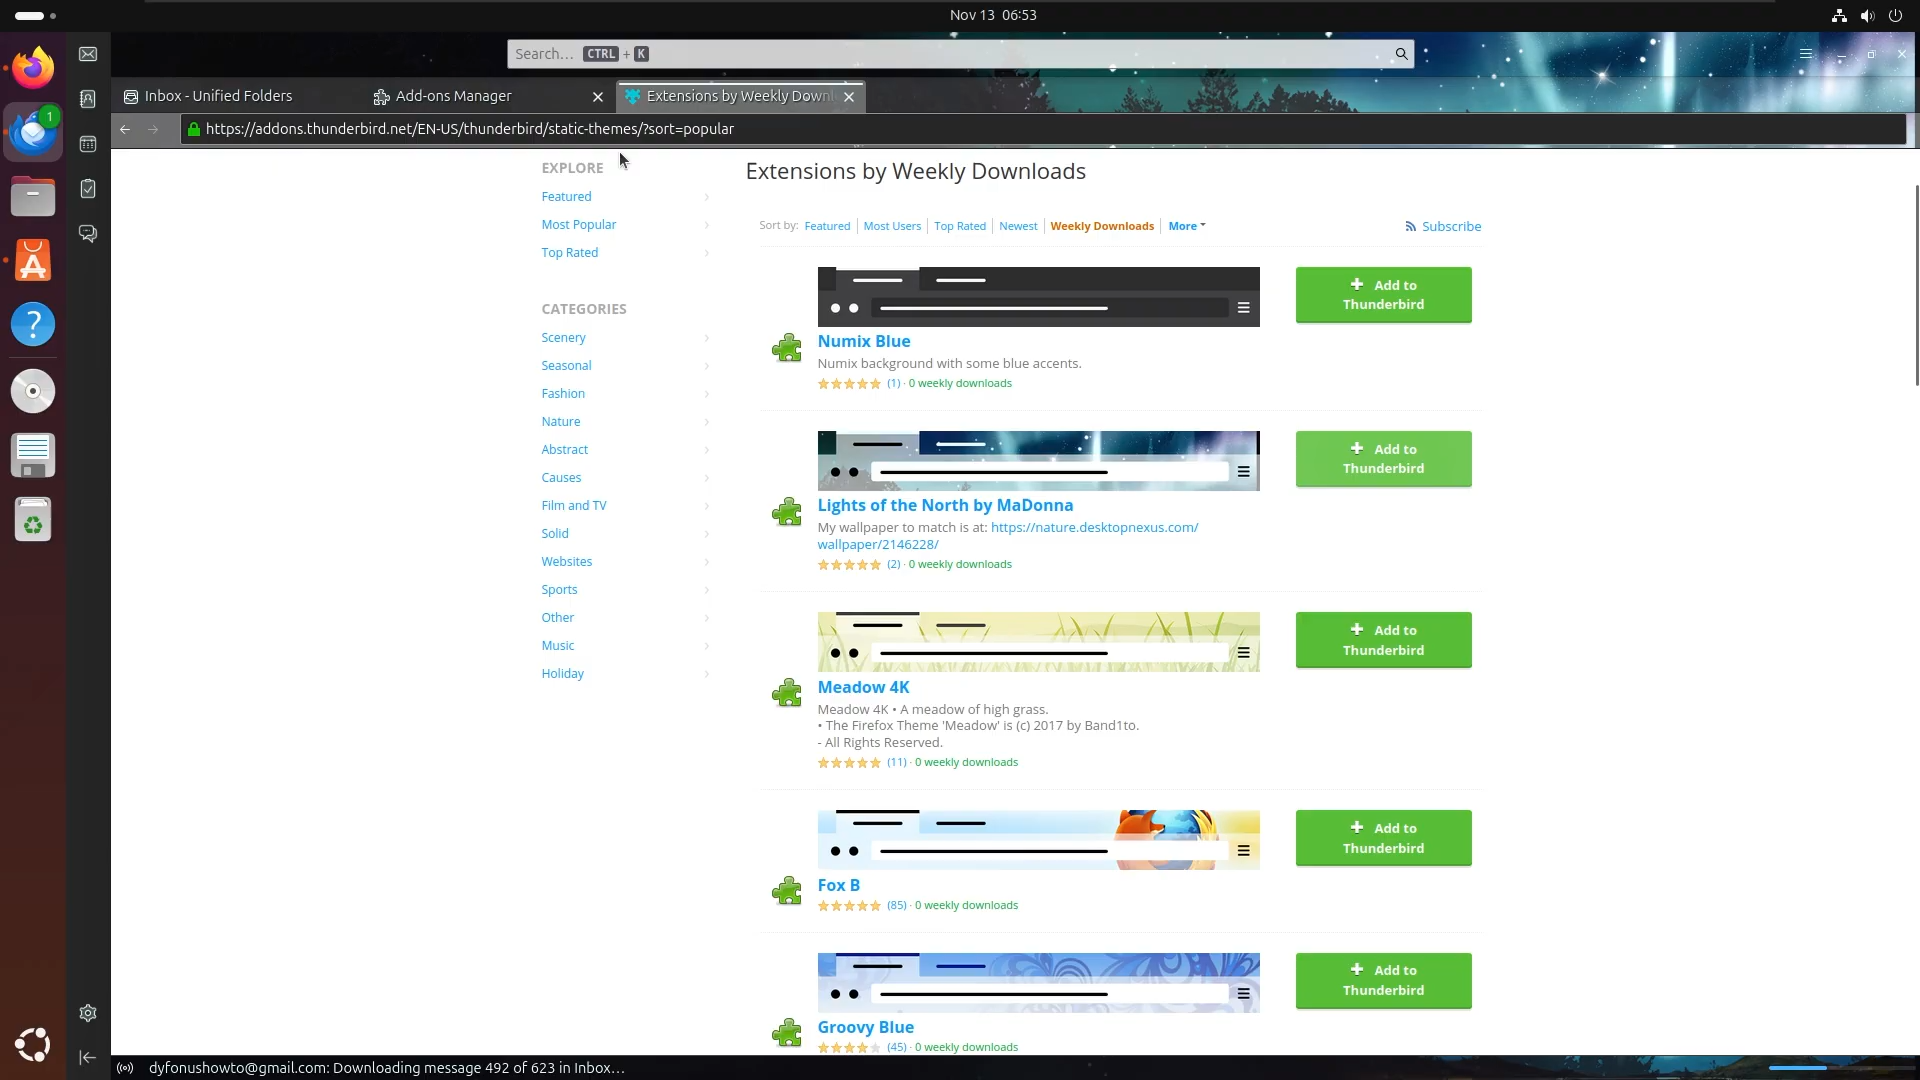 Nov 13 06:53
Search… CTRL + K
Inbox - Unified Folders
Add-ons Manager
Extensions by Weekly Downl
https://addons.thunderbird.net/EN-US/thunderbird/static-themes/?sort=popular
1
EXPLORE
Featured
Most Popular
Top Rated
CATEGORIES
Scenery
Seasonal
Fashion
Nature
Abstract
Causes
Film and TV
Solid
Websites
Sports
Other
Music
Holiday
Extensions by Weekly Downloads
Sort by: Featured Most Users Top Rated Newest Weekly Downloads More
Subscribe
Numix Blue
Numix background with some blue accents.
(1) · 0 weekly downloads
Add to
Thunderbird
Lights of the North by MaDonna
My wallpaper to match is at: https://nature.desktopnexus.com/
wallpaper/2146228/
(2) · 0 weekly downloads
Add to
Thunderbird
Meadow 4K
Meadow 4K • A meadow of high grass.
• The Firefox Theme 'Meadow' is (c) 2017 by Band1to.
- All Rights Reserved.
(11) · 0 weekly downloads
Add to
Thunderbird
Fox B
(85) · 0 weekly downloads
Add to
Thunderbird
Groovy Blue
(45) · 0 weekly downloads
Add to
Thunderbird
dyfonushowto@gmail.com: Downloading message 492 of 623 in Inbox…